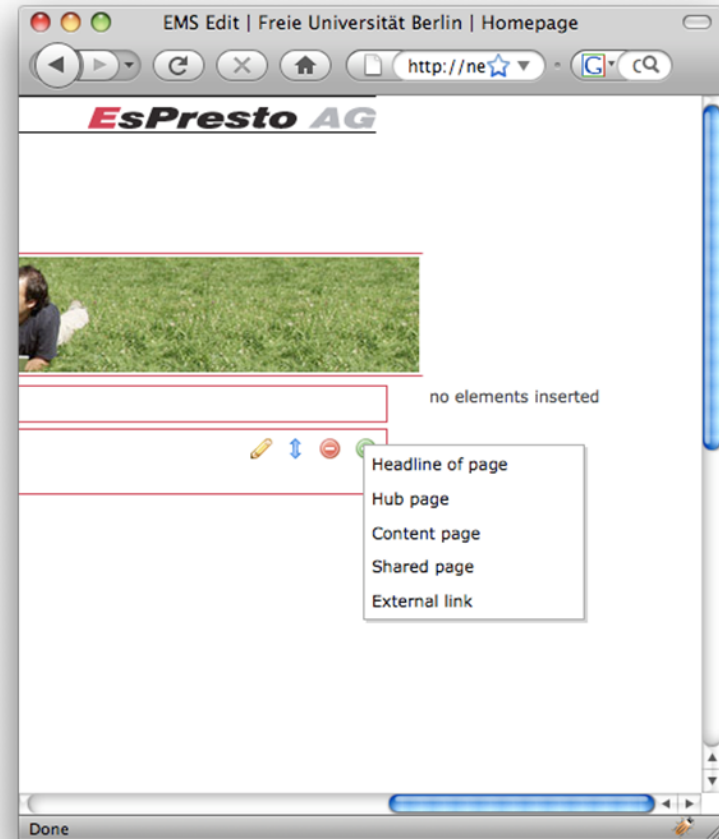 EMS Edit | Freie Universität Berlin | Homepage
http://ne
G
EsPresto AG
no elements inserted
Headline of page
Hub page
Content page
Shared page
External link
Done